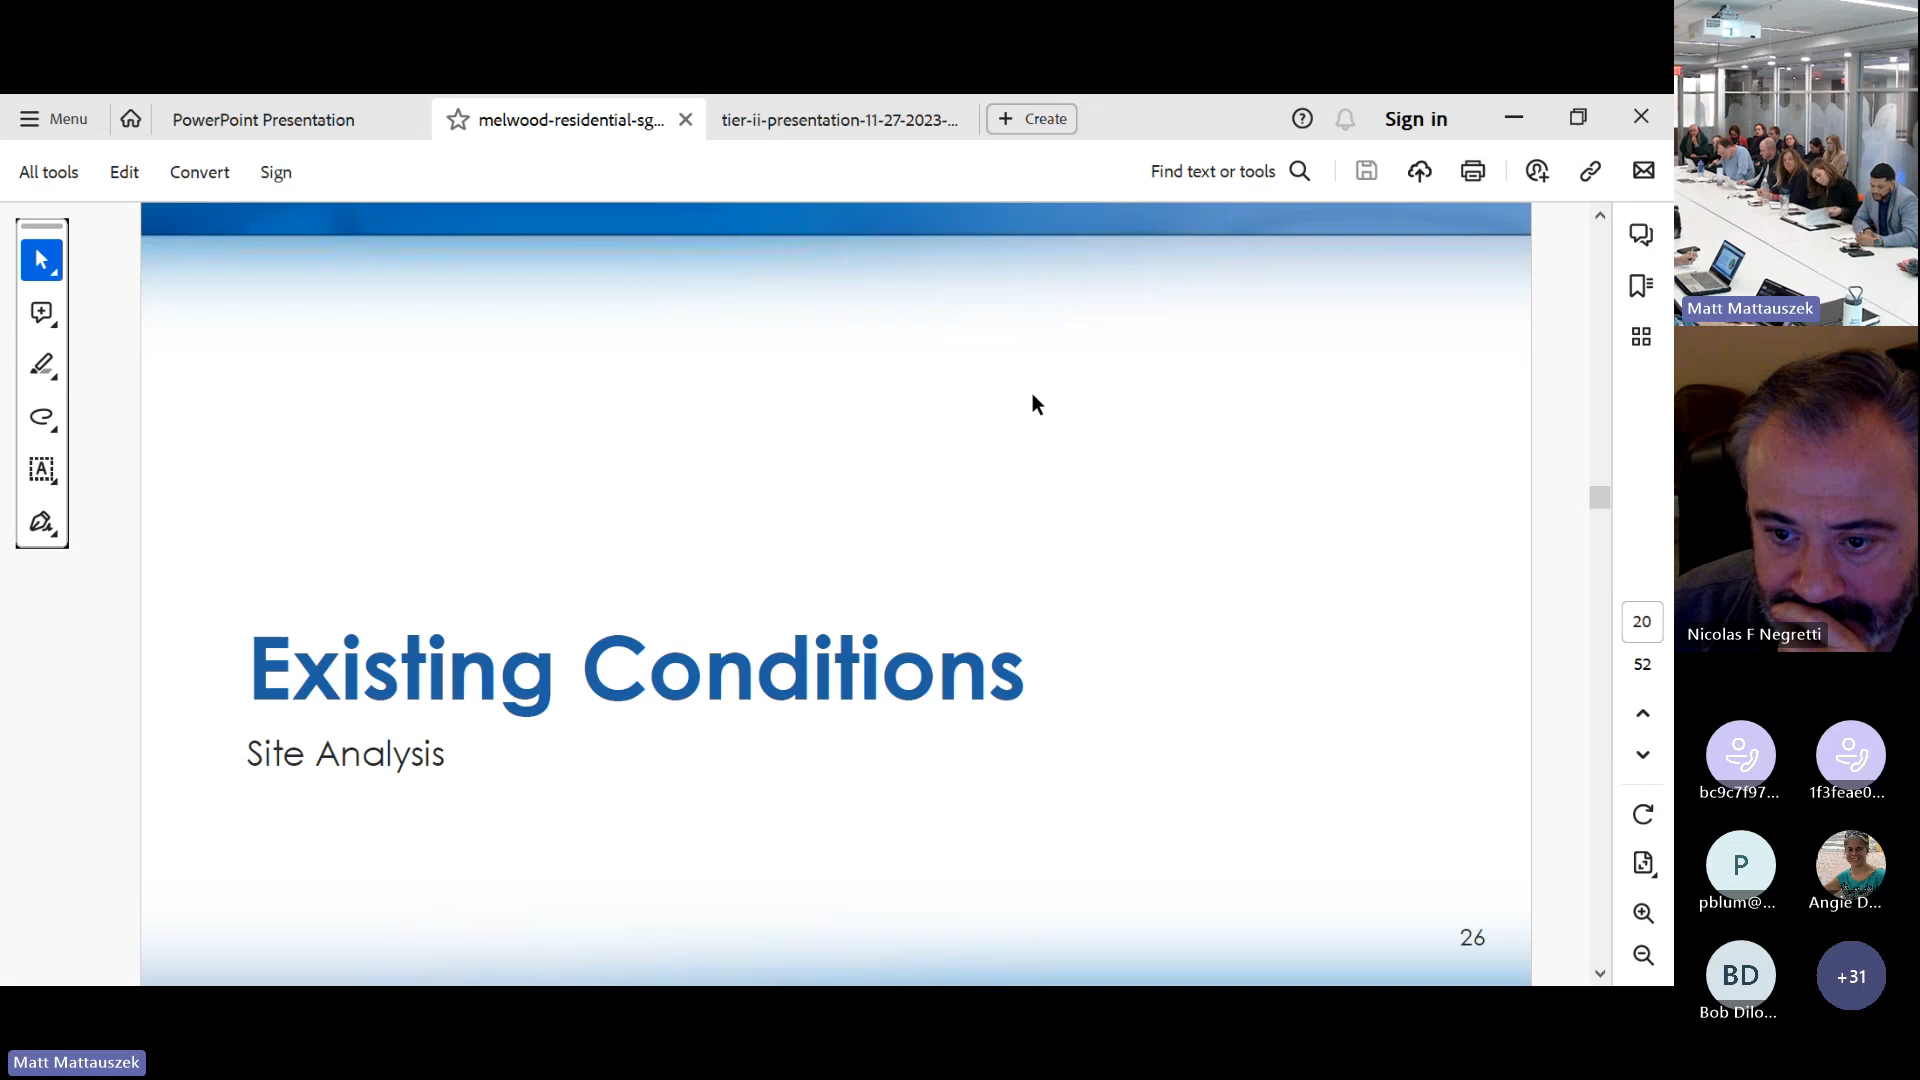 Menu
PowerPoint Presentation
melwood-residential-sg...
tier-ii-presentation-11-27-2023-...
Create
Sign in
All tools
Edit
Convert
Sign
Find text or tools
Existing Conditions
Site Analysis
26
20
52
Matt Mattauszek
Nicolas F Negretti
bc9c7f97...
1f3feae0...
P
pblum@...
Angie D...
BD
Bob Dilo...
+31
Matt Mattauszek